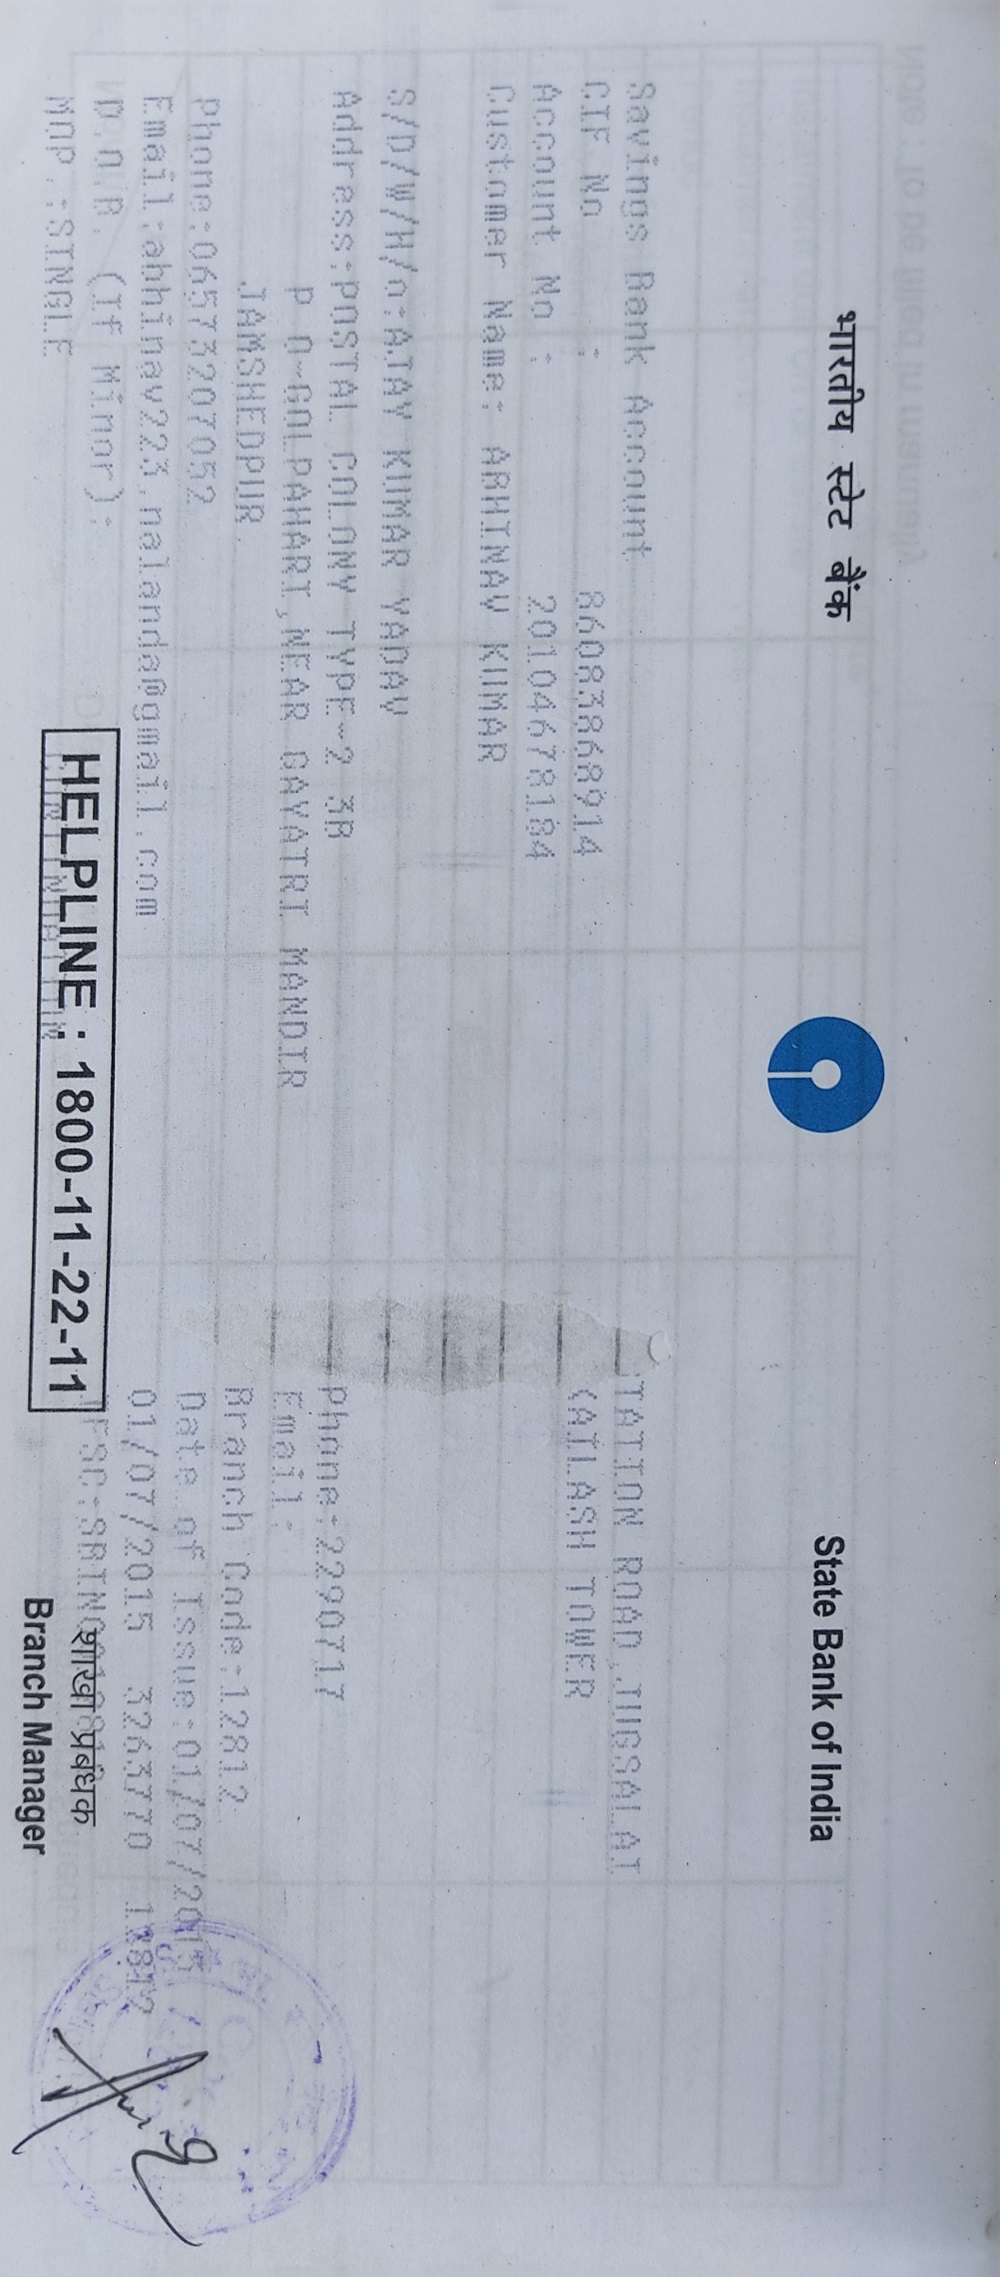 भारतीय स्टेट बैंक
State Bank of India
Savings Bank Account
CIF No : 86083868914
Account No : 20104678184
Customer Name: ABHINAV KUMAR
S/D/W/H/o:AJAY KUMAR YADAV
Address:POSTAL COLONY TYPE-2 3B
P O-GOLPAHARI,NEAR GAYATRI MANDIR
JAMSHEDPUR
Phone:06573207052
Email:abhinav223.nalanda@gmail.com
D.O.B. (If Minor):
MOP :SINGLE
TATION ROAD,JUGSALAI
KAILASH TOWER
Phone:2290717
Email:
Branch Code:12812
Date of Issue:01/07/2015
01/07/2015 3263770 12812
HELPLINE : 1800-11-22-11
शाखा प्रबंधक
Branch Manager